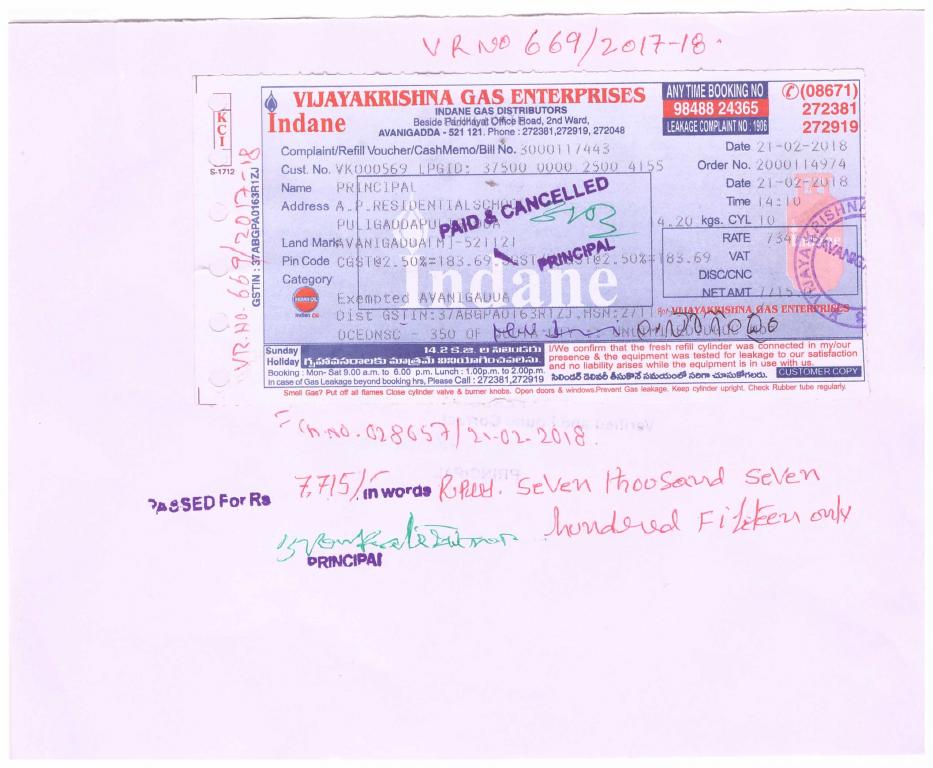 VR NO 669/2017-18.
KCI
S-1712
VR.NO. 669/2017-18
GSTIN : 37ABGPA0163R1ZJ
Indane
VIJAYAKRISHNA GAS ENTERPRISES
INDANE GAS DISTRIBUTORS
Beside Panchayat Office Road, 2nd Ward,
AVANIGADDA - 521 121. Phone : 272381,272919, 272048
ANY TIME BOOKING NO
98488 24365
LEAKAGE COMPLAINT NO : 1906
(08671)
272381
272919
Complaint/Refill Voucher/CashMemo/Bill No. 3000117443
Date 21-02-2018
Cust. No. VK000569 LPGID: 37500 0000 2500 4155
Order No. 2000114974
Name PRINCIPAL
Date 21-02-2018
Address A.P.RESIDENTIALSCHO
Time 14:10
PAID & CANCELLED
PRINCIPAL
4.20 kgs. CYL 10
Land Mark AVANIGADDA[M]-521121
RATE 734
Pin Code CGST@2.50%=183.69 @2.50%=183.69
VAT
DISC/CNC
Category
NETAMT 7715
Indane
Exempted AVANIGADDA
For VIJAYAKRISHNA GAS ENTERPRISES
Dist GSTIN:37ABGPA0163R1ZJ.HSN:2711
350 OF
Sunday
Holiday
14.2 కి.జి. ల సిలిండరు
గృహావసరాలకు మాత్రమే వినియోగించవలెను.
Booking : Mon- Sat 9.00 a.m. to 6.00 p.m. Lunch : 1.00p.m. to 2.00p.m.
In case of Gas Leakage beyond booking hrs, Please Call : 272381,272919
I/We confirm that the fresh refill cylinder was connected in my/our
presence & the equipment was tested for leakage to our satisfaction
and no liability arises while the equipment is in use with us.
సిలిండర్ డెలివరీ తీసుకొనే సమయంలో సరిగా చూసుకోగలరు.
CUSTOMER COPY
Smell Gas? Put off all flames Close cylinder valve & burner knobs. Open doors & windows.Prevent Gas leakage. Keep cylinder upright. Check Rubber tube regularly.
Ch.No. 028657/21-02-2018.
PASSED For Rs 7,715/- in words Rupees. Seven thousand Seven
hundred Fifteen only
PRINCIPAL